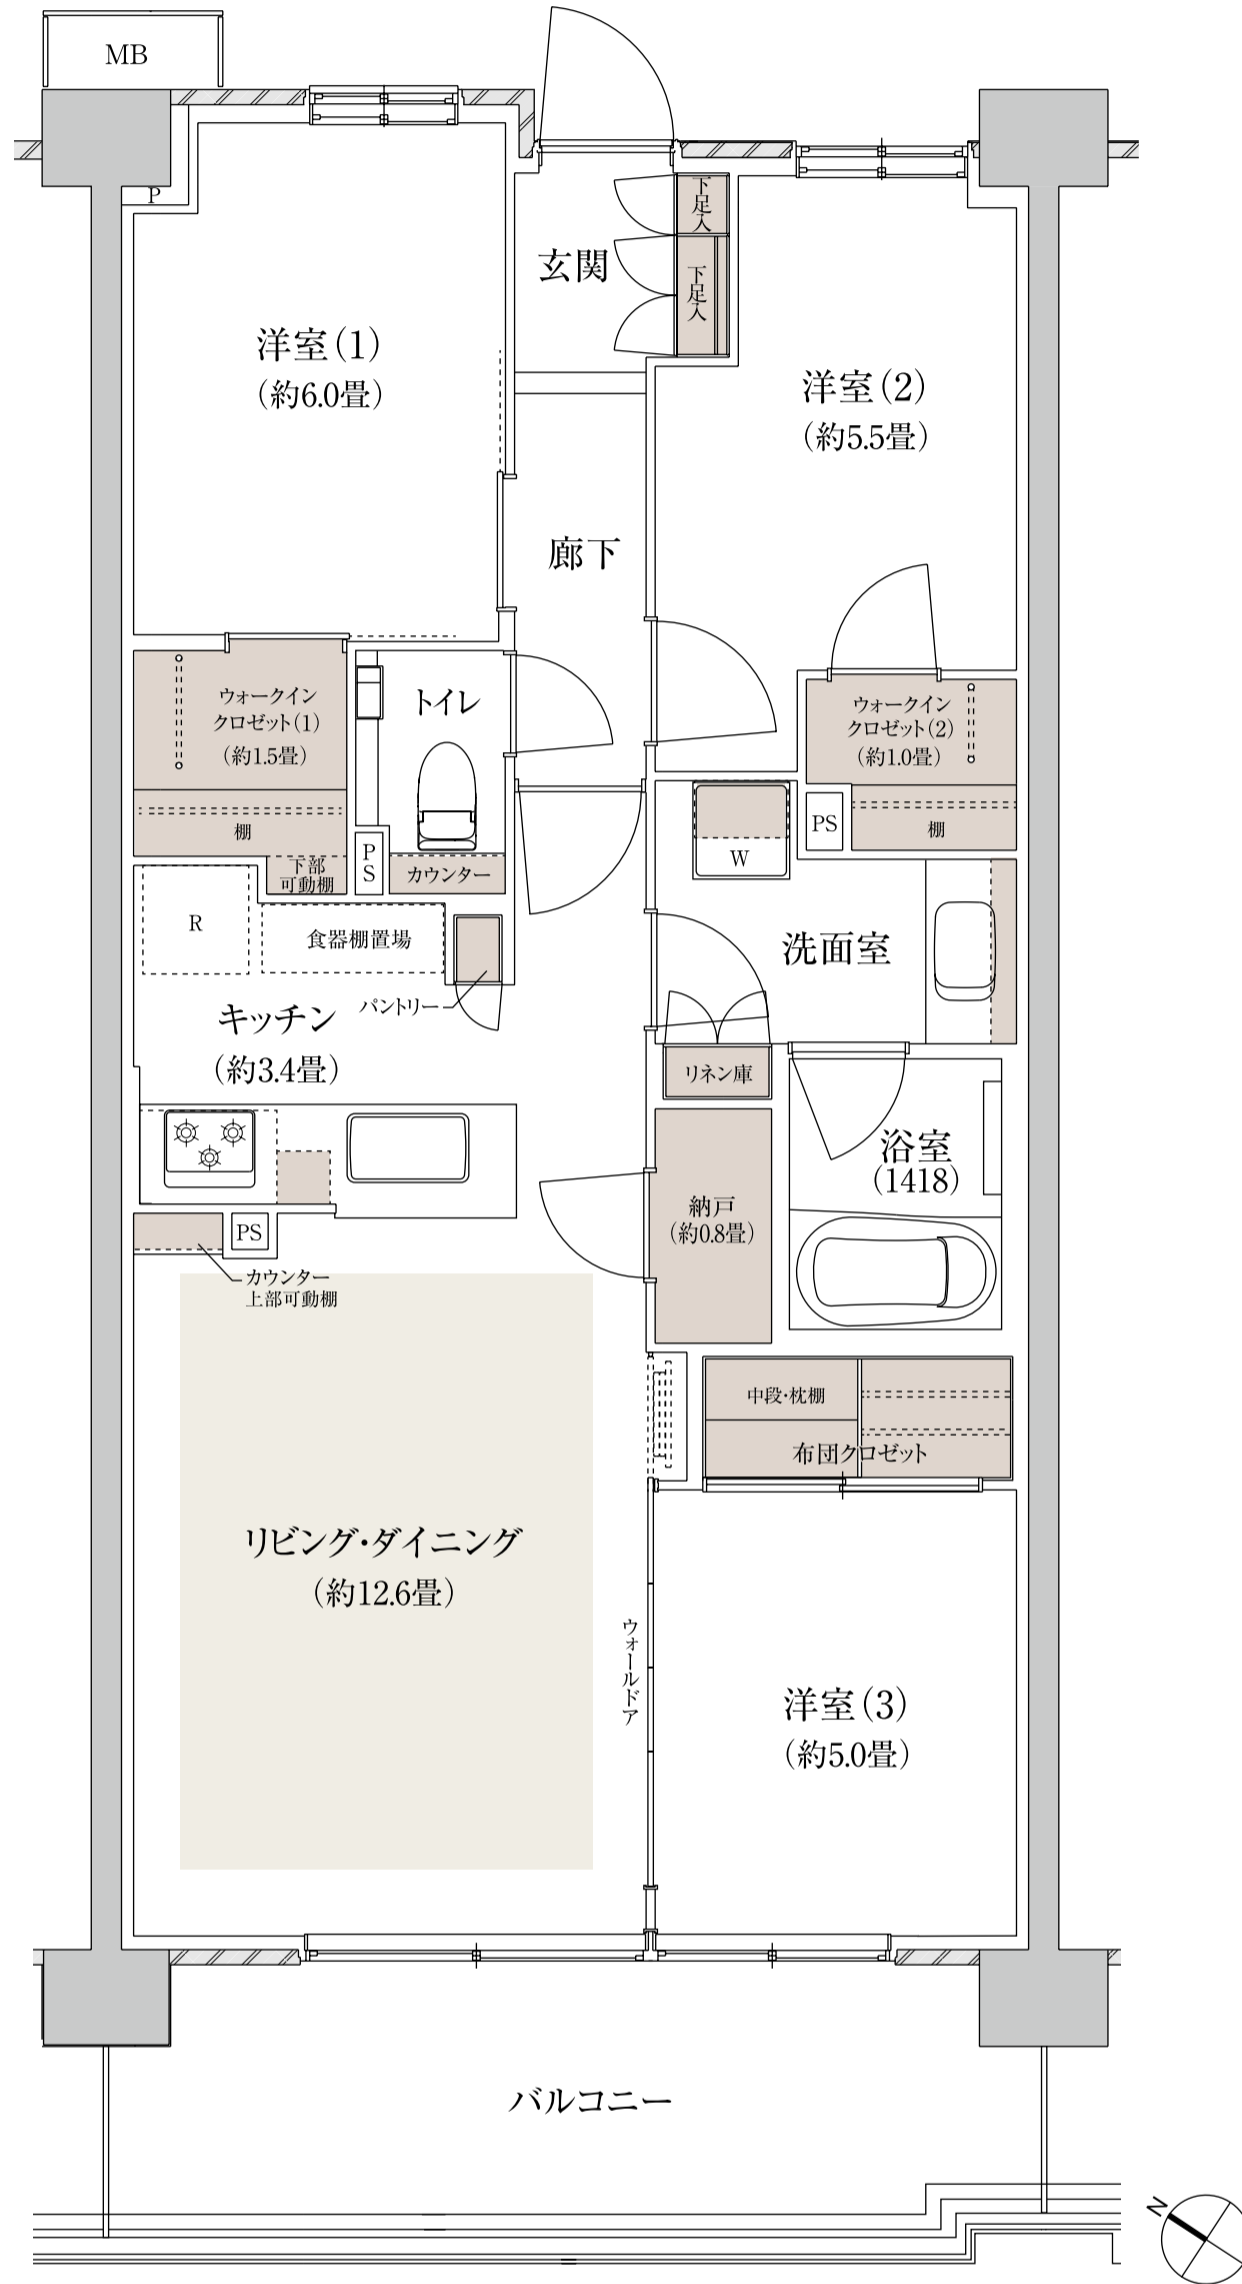 MB
P
下足入
下足入
玄関
洋室（1）
（約6.0畳）
洋室（2）
（約5.5畳）
廊下
ウォークイン
クロゼット（1）
（約1.5畳）
棚
下部
可動棚
トイレ
PS
カウンター
ウォークイン
クロゼット（2）
（約1.0畳）
PS
棚
W
洗面室
R
食器棚置場
パントリー
キッチン
（約3.4畳）
リネン庫
浴室
（1418）
納戸
（約0.8畳）
PS
カウンター
上部可動棚
中段・枕棚
布団クロゼット
リビング・ダイニング
（約12.6畳）
ウォールドア
洋室（3）
（約5.0畳）
バルコニー
N